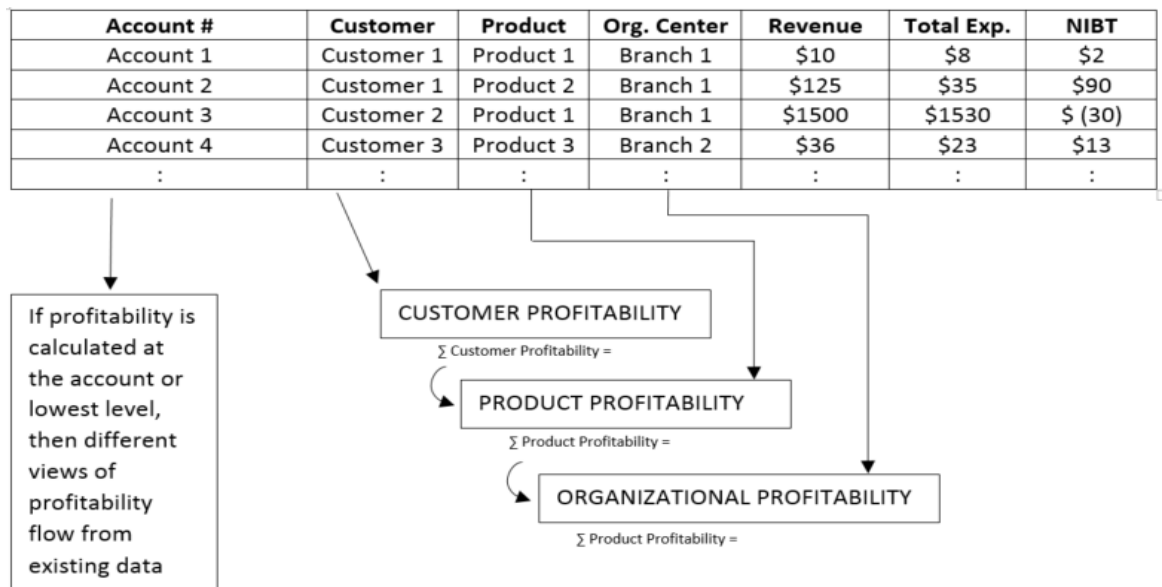 Account # Customer Product Org. Center Revenue Total Exp. NIBT
Account 1 Customer 1 Product 1 Branch 1 $10 $8 $2
Account 2 Customer 1 Product 2 Branch 1 $125 $35 $90
Account 3 Customer 2 Product 1 Branch 1 $1500 $1530 $ (30)
Account 4 Customer 3 Product 3 Branch 2 $36 $23 $13
: : : : : : :
If profitability is
calculated at
the account or
lowest level,
then different
views of
profitability
flow from
existing data
CUSTOMER PROFITABILITY
∑ Customer Profitability =
PRODUCT PROFITABILITY
∑ Product Profitability =
ORGANIZATIONAL PROFITABILITY
∑ Product Profitability =